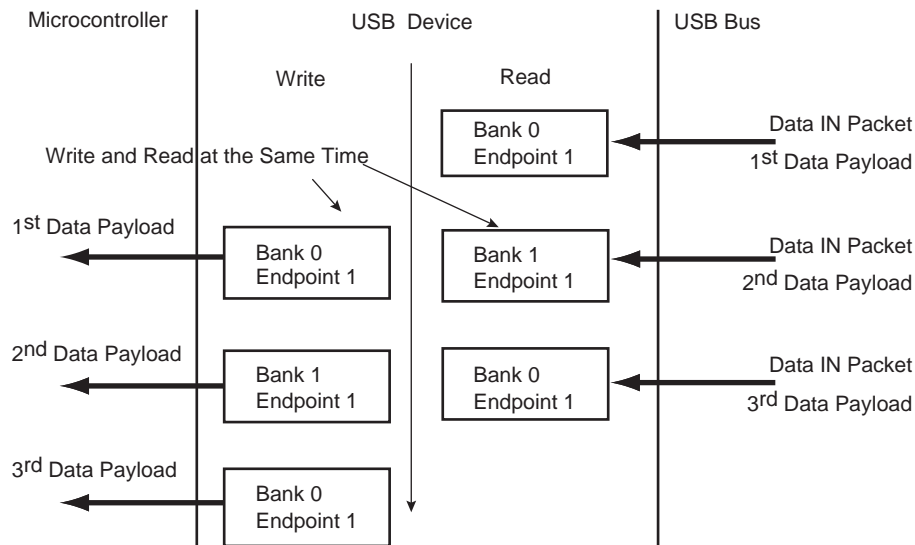 Microcontroller
USB Device
USB Bus
Write
Read
Bank 0
Endpoint 1
Data IN Packet
1st Data Payload
Write and Read at the Same Time
1st Data Payload
Bank 0
Endpoint 1
Bank 1
Endpoint 1
Data IN Packet
2nd Data Payload
2nd Data Payload
Bank 1
Endpoint 1
Bank 0
Endpoint 1
Data IN Packet
3rd Data Payload
3rd Data Payload
Bank 0
Endpoint 1